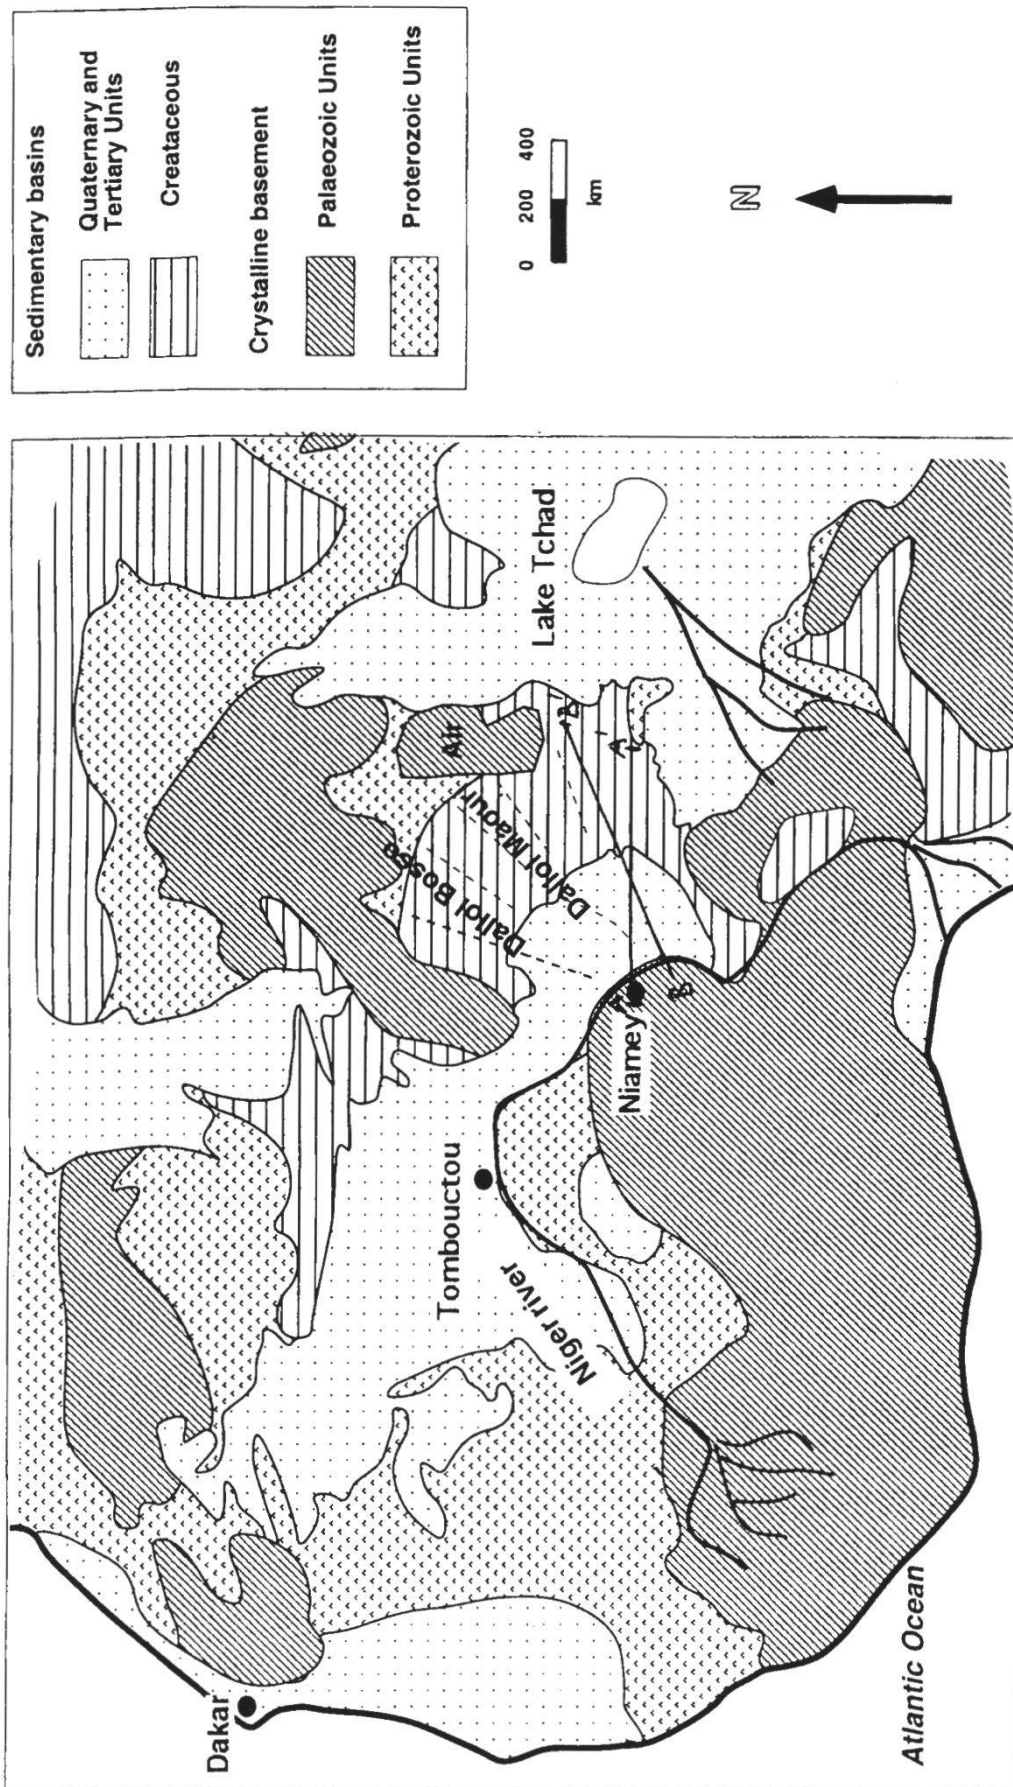 Sedimentary basins
Quaternary and
Tertiary Units
Creataceous
Crystalline basement
Palaeozoic Units
Proterozoic Units
0 200 400
km
N
Lake Tchad
Air
Dallol Maouri
Dallol Bosso
B
A
A
B
Niamey
Tombouctou
Niger river
Dakar
Atlantic Ocean